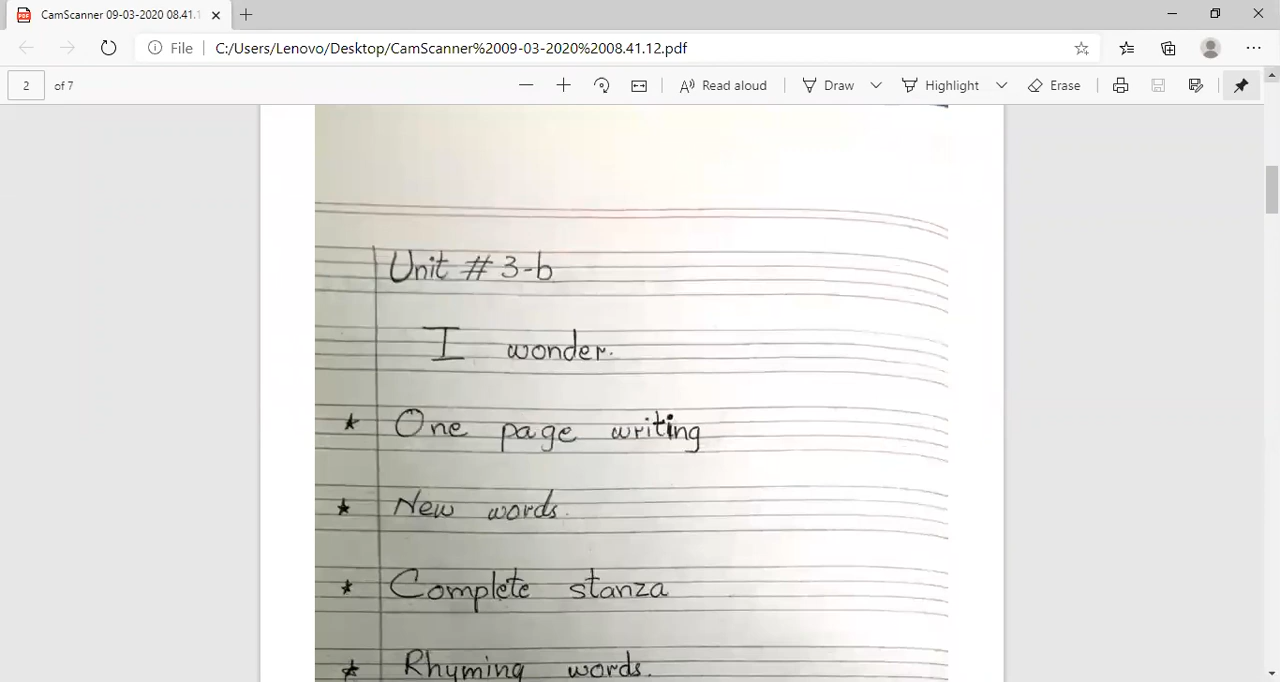 CamScanner 09-03-2020 08.41.1
File
C:/Users/Lenovo/Desktop/CamScanner%2009-03-2020%2008.41.12.pdf
2 of 7
Read aloud
Draw
Highlight
Erase
Unit # 3-b
I wonder.
★ One page writing
★ New words.
★ Complete stanza
★ Rhyming words.